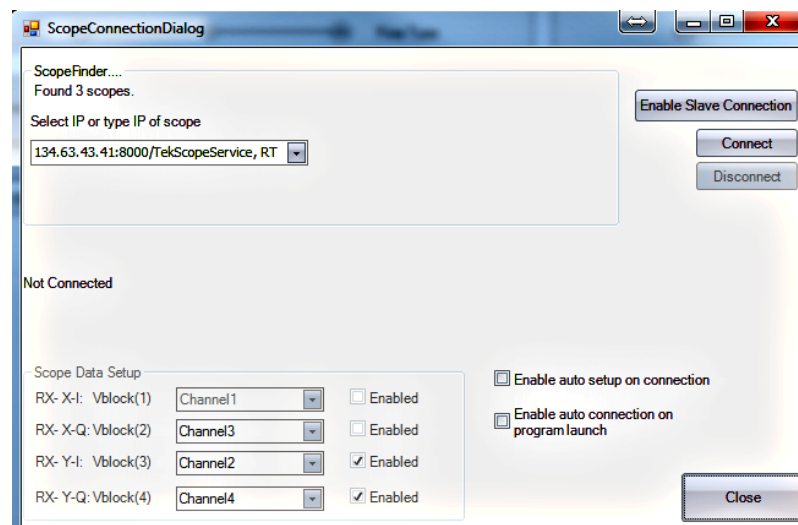 ScopeConnectionDialog
ScopeFinder....
Found 3 scopes.
Select IP or type IP of scope
134.63.43.41:8000/TekScopeService, RT
Enable Slave Connection
Connect
Disconnect
Not Connected
Scope Data Setup
RX- X-I: Vblock(1) Channel1 Enabled
RX- X-Q: Vblock(2) Channel3 Enabled
RX- Y-I: Vblock(3) Channel2 Enabled
RX- Y-Q: Vblock(4) Channel4 Enabled
Enable auto setup on connection
Enable auto connection on
program launch
Close